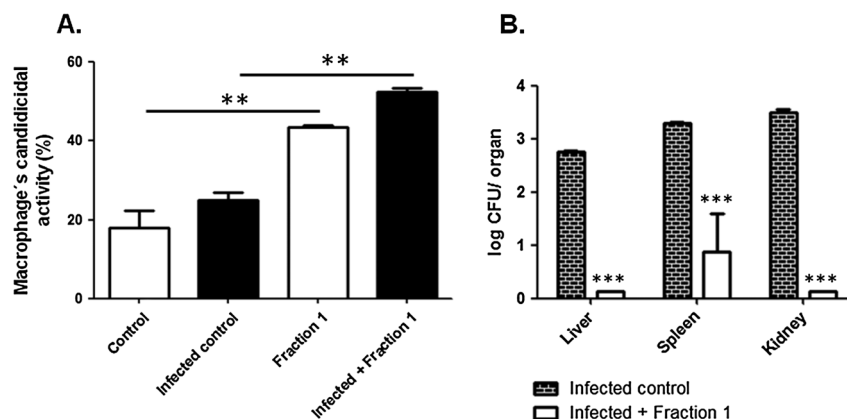 A.
Macrophage´s candididicidal
activity (%)
60
40
20
0
**
**
Control
Infected control
Fraction 1
Infected + Fraction 1
B.
log CFU/ organ
4
3
2
1
0
***
***
***
Liver
Spleen
Kidney
Infected control
Infected + Fraction 1